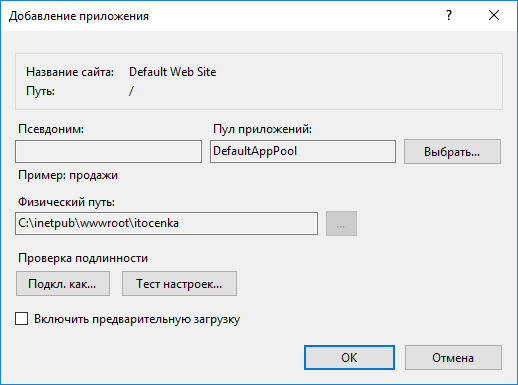 Добавление приложения
?
Название сайта: Default Web Site
Путь: /
Псевдоним: Пул приложений:
DefaultAppPool Выбрать...
Пример: продажи
Физический путь:
C:\inetpub\wwwroot\itocenka ...
Проверка подлинности
Подкл. как... Тест настроек...
Включить предварительную загрузку
OK Отмена